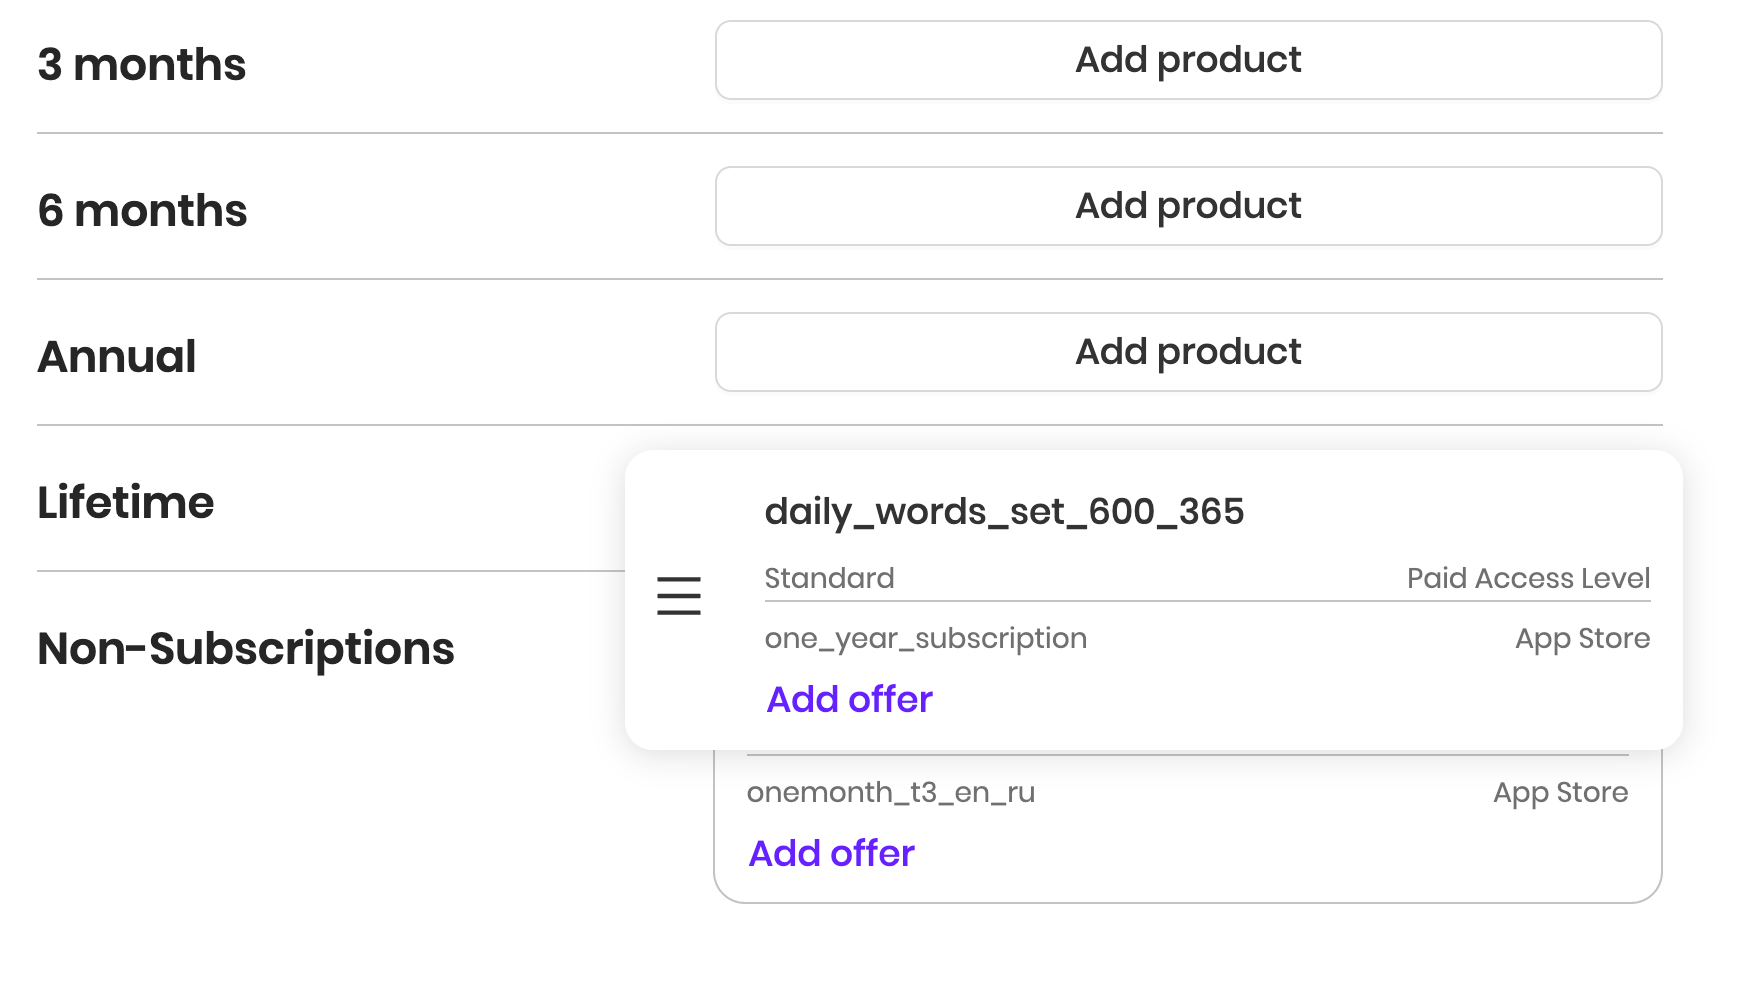 3 months
Add product
6 months
Add product
Annual
Add product
Lifetime
daily_words_set_600_365
Standard Paid Access Level
one_year_subscription App Store
Add offer
Non-Subscriptions
onemonth_t3_en_ru App Store
Add offer